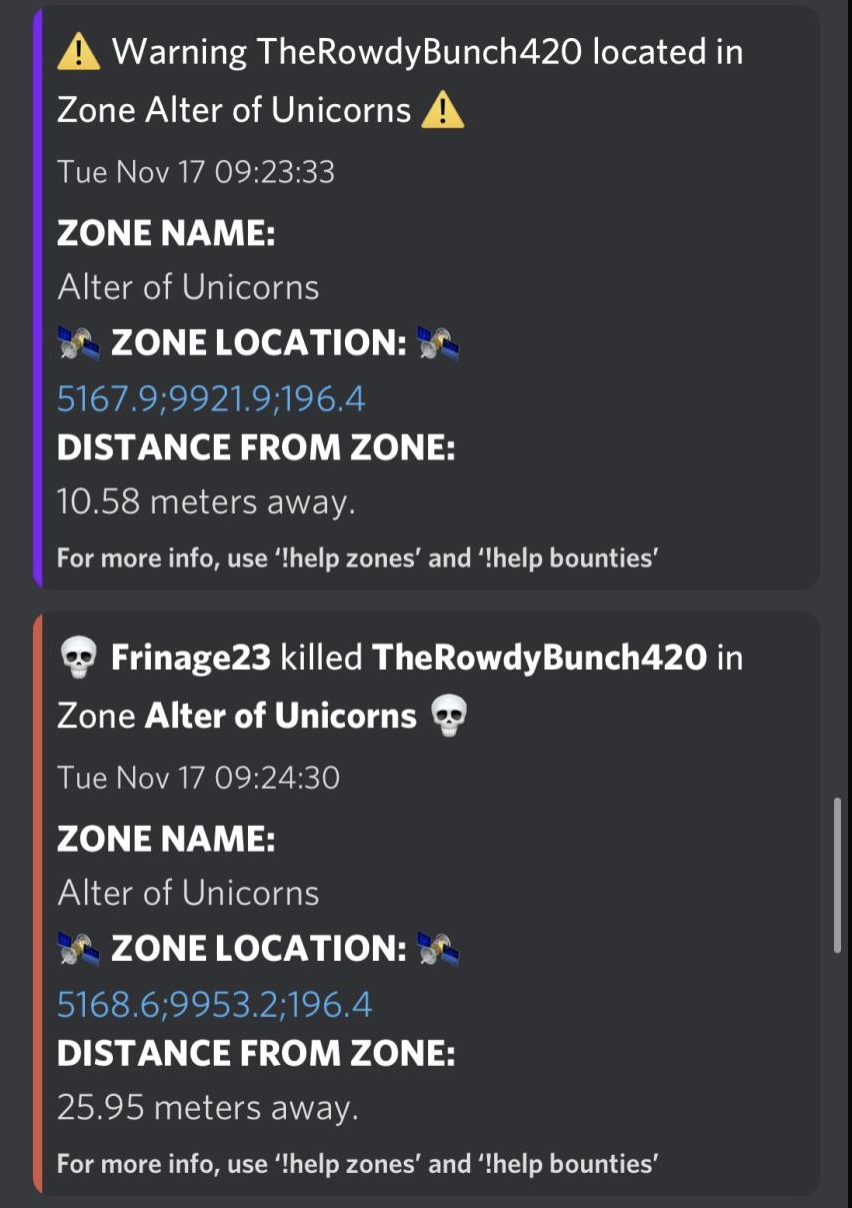 ⚠️ Warning TheRowdyBunch420 located in
Zone Alter of Unicorns ⚠️
Tue Nov 17 09:23:33
ZONE NAME:
Alter of Unicorns
🛰️ ZONE LOCATION: 🛰️
5167.9;9921.9;196.4
DISTANCE FROM ZONE:
10.58 meters away.
For more info, use ‘!help zones’ and ‘!help bounties’
💀 Frinage23 killed TheRowdyBunch420 in
Zone Alter of Unicorns 💀
Tue Nov 17 09:24:30
ZONE NAME:
Alter of Unicorns
🛰️ ZONE LOCATION: 🛰️
5168.6;9953.2;196.4
DISTANCE FROM ZONE:
25.95 meters away.
For more info, use ‘!help zones’ and ‘!help bounties’